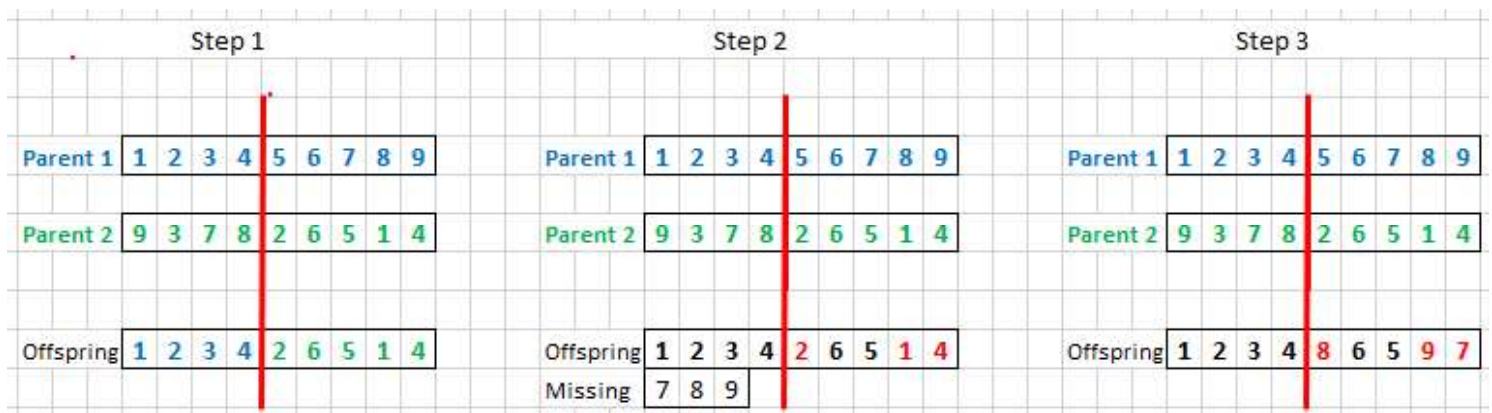 Step 1 Step 2 Step 3
Parent 1 1 2 3 4 5 6 7 8 9 Parent 1 1 2 3 4 5 6 7 8 9 Parent 1 1 2 3 4 5 6 7 8 9
Parent 2 9 3 7 8 2 6 5 1 4 Parent 2 9 3 7 8 2 6 5 1 4 Parent 2 9 3 7 8 2 6 5 1 4
Offspring 1 2 3 4 2 6 5 1 4 Offspring 1 2 3 4 2 6 5 1 4 Offspring 1 2 3 4 8 6 5 9 7
Missing 7 8 9